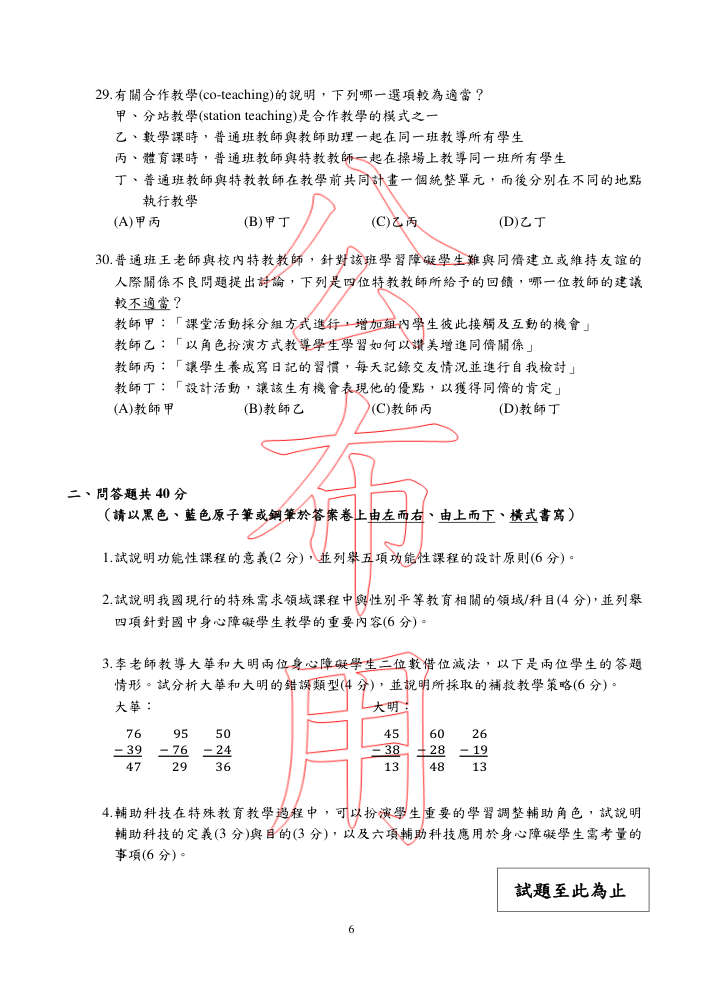 29.有關合作教學(co-teaching)的說明，下列哪一選項較為適當？
甲、分站教學(station teaching)是合作教學的模式之一
乙、數學課時，普通班教師與教師助理一起在同一班教導所有學生
丙、體育課時，普通班教師與特教教師一起在操場上教導同一班所有學生
丁、普通班教師與特教教師在教學前共同計畫一個統整單元，而後分別在不同的地點
執行教學
(A)甲丙 (B)甲丁 (C)乙丙 (D)乙丁
30.普通班王老師與校內特教教師，針對該班學習障礙學生難與同儕建立或維持友誼的
人際關係不良問題提出討論，下列是四位特教教師所給予的回饋，哪一位教師的建議
較不適當？
教師甲：「課堂活動採分組方式進行，增加組內學生彼此接觸及互動的機會」
教師乙：「以角色扮演方式教導學生學習如何以讚美增進同儕關係」
教師丙：「讓學生養成寫日記的習慣，每天記錄交友情況並進行自我檢討」
教師丁：「設計活動，讓該生有機會表現他的優點，以獲得同儕的肯定」
(A)教師甲 (B)教師乙 (C)教師丙 (D)教師丁
二、問答題共 40 分
（請以黑色、藍色原子筆或鋼筆於答案卷上由左而右、由上而下、橫式書寫）
1.試說明功能性課程的意義(2 分)，並列舉五項功能性課程的設計原則(6 分)。
2.試說明我國現行的特殊需求領域課程中與性別平等教育相關的領域/科目(4 分)，並列舉
四項針對國中身心障礙學生教學的重要內容(6 分)。
3.李老師教導大華和大明兩位身心障礙學生二位數借位減法，以下是兩位學生的答題
情形。試分析大華和大明的錯誤類型(4 分)，並說明所採取的補救教學策略(6 分)。
大華： 大明：
76 95 50 45 60 26
− 39 − 76 − 24 − 38 − 28 − 19
47 29 36 13 48 13
4.輔助科技在特殊教育教學過程中，可以扮演學生重要的學習調整輔助角色，試說明
輔助科技的定義(3 分)與目的(3 分)，以及六項輔助科技應用於身心障礙學生需考量的
事項(6 分)。
試題至此為止
6
公布用